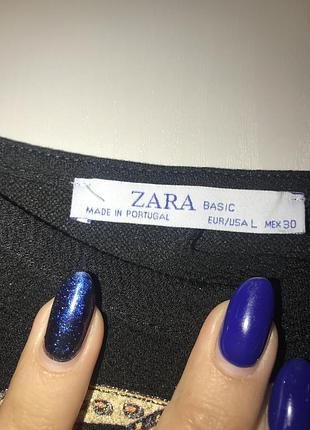 ZARA BASIC
MADE IN PORTUGAL EUR/USA L MEX 30